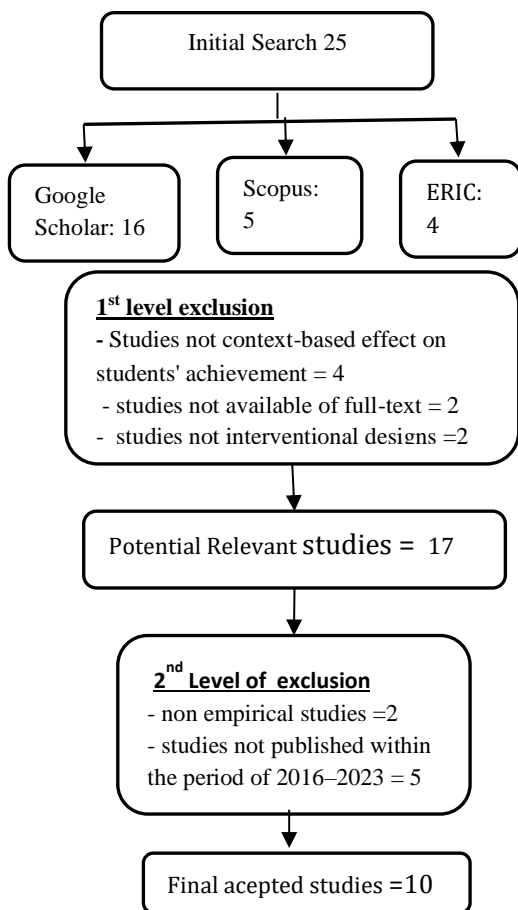 Initial Search 25
Google
Scholar: 16
Scopus:
5
ERIC:
4
1st level exclusion
- Studies not context-based effect on
students' achievement = 4
- studies not available of full-text = 2
- studies not interventional designs =2
Potential Relevant studies = 17
2nd Level of exclusion
- non empirical studies =2
- studies not published within
the period of 2016–2023 = 5
Final acepted studies =10